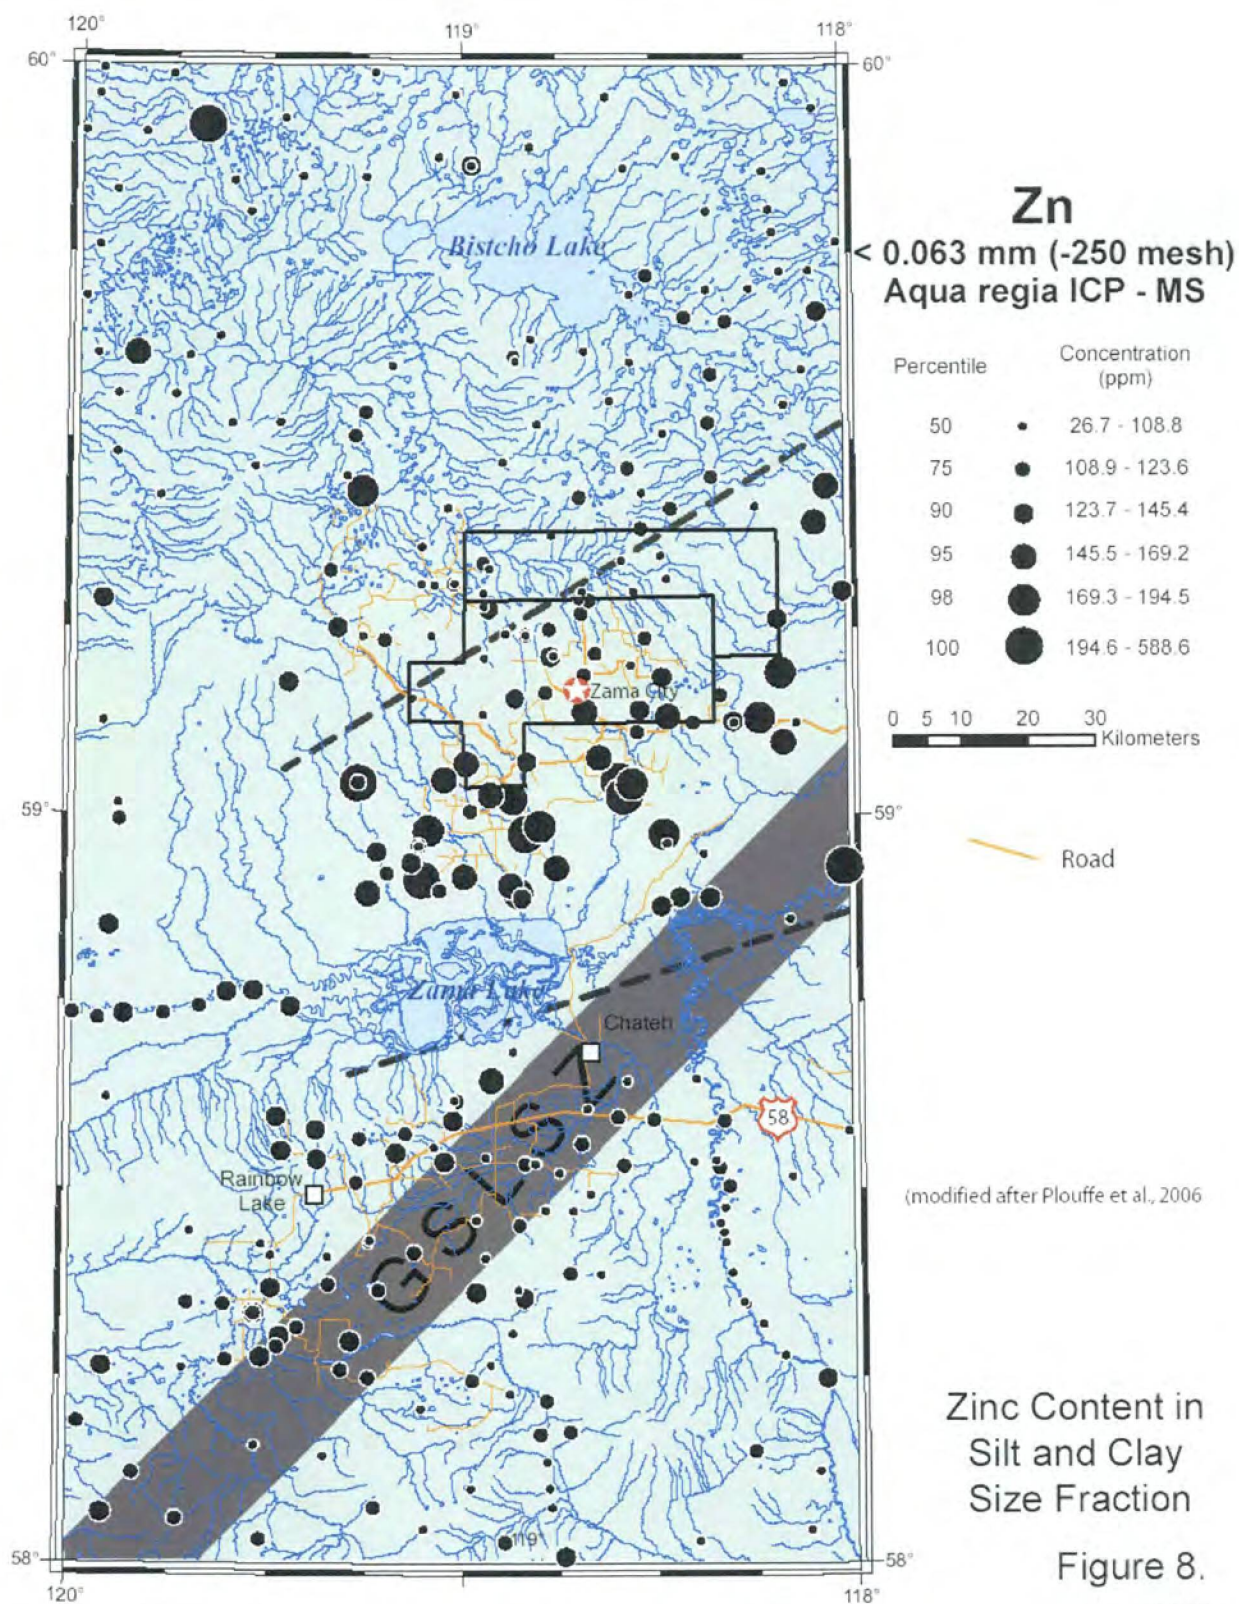 120°
119°
118°
60°
60°
Bistcho Lake
Zn
< 0.063 mm (-250 mesh)
Aqua regia ICP - MS
Percentile
Concentration
(ppm)
50
26.7 - 108.8
75
108.9 - 123.6
90
123.7 - 145.4
95
145.5 - 169.2
98
169.3 - 194.5
100
194.6 - 588.6
0 5 10 20 30
Kilometers
Zama City
59°
59°
Road
Zama Lake
Chateh
58
Rainbow
Lake
GSLSZ
(modified after Plouffe et al., 2006
Zinc Content in
Silt and Clay
Size Fraction
Figure 8.
58°
58°
119°
120°
118°